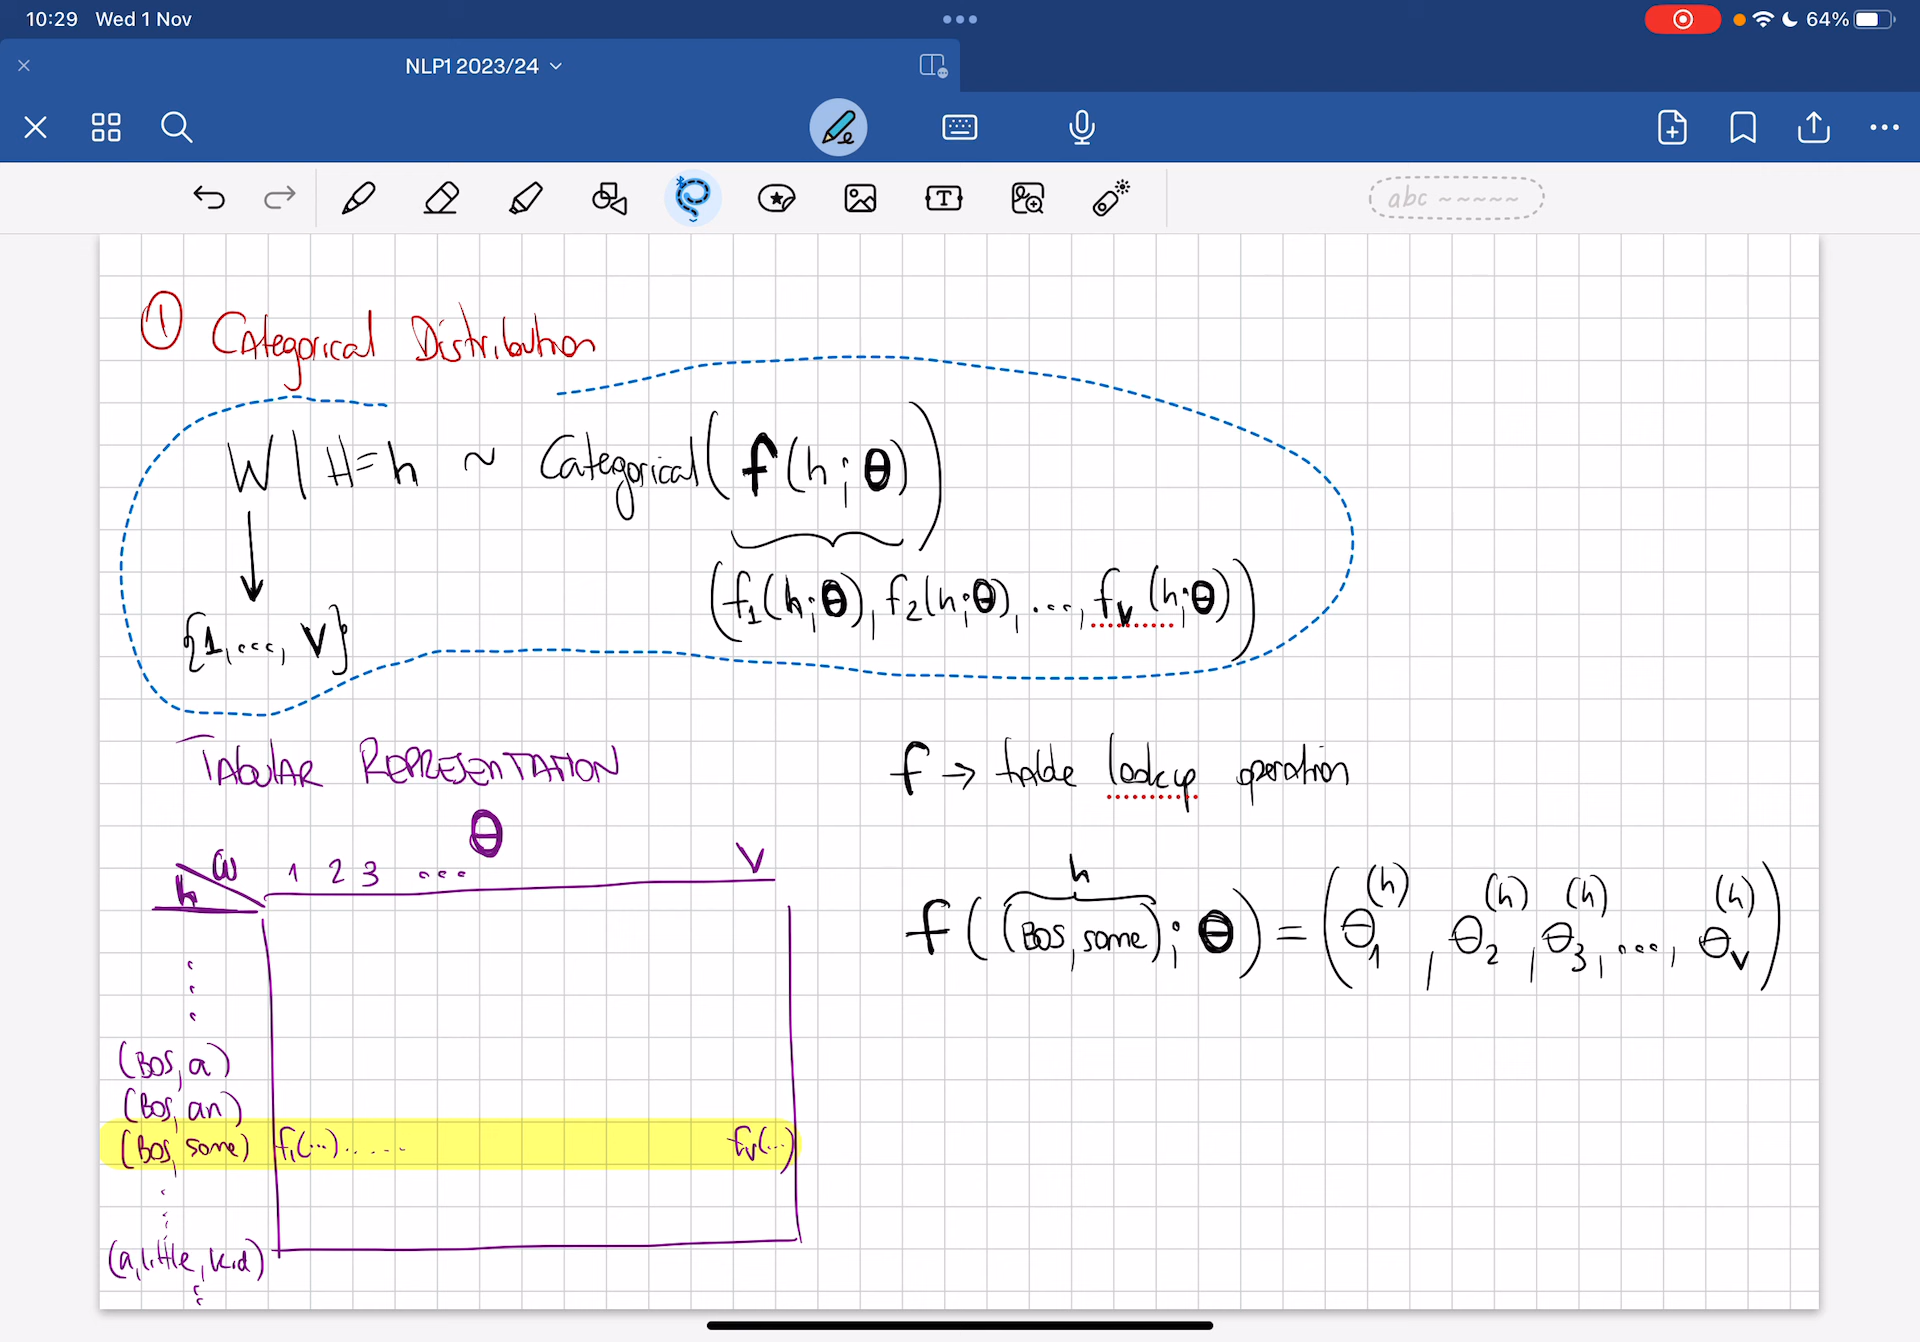 10:29 Wed 1 Nov
64%
NLP1 2023/24
abc
① Categorical Distribution
W | H=h ~ Categorical(f(h;θ))
(f₁(h;θ), f₂(h;θ), ..., fᵥ(h;θ))
{1, ..., V}
TABULAR REPRESENTATION
f → table lookup operation
θ
h \ ω 1 2 3 ... V
h
f((BOS, some); θ) = (θ₁⁽ʰ⁾, θ₂⁽ʰ⁾, θ₃⁽ʰ⁾, ..., θᵥ⁽ʰ⁾)
(BOS, a)
(BOS, an)
(BOS, some) f₁(...)..... fᵥ(...)
(a, little, kid)